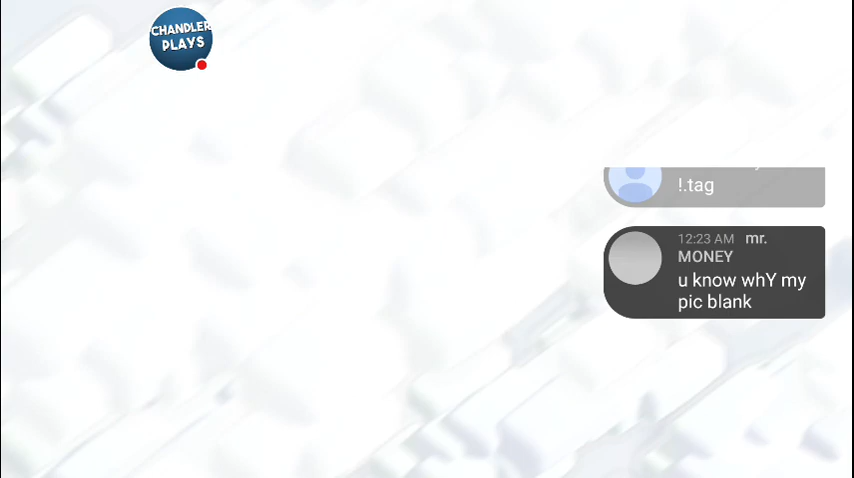 CHANDLER
PLAYS
!.tag
12:23 AM mr.
MONEY
u know whY my
pic blank